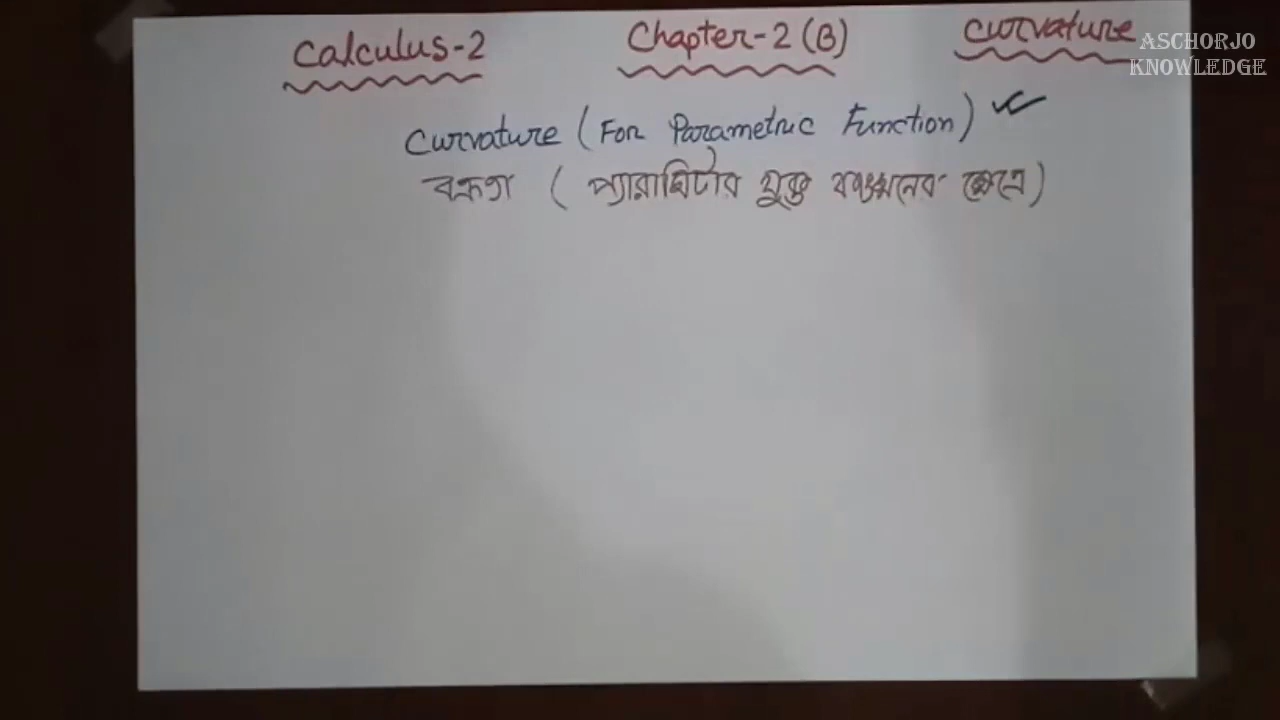 Calculus-2 Chapter-2(B) Curvature
ASCHORJO
KNOWLEDGE
Curvature (For Parametric Function)
বক্রতা (প্যারামিটার যুক্ত ফাংশনের ক্ষেত্রে)